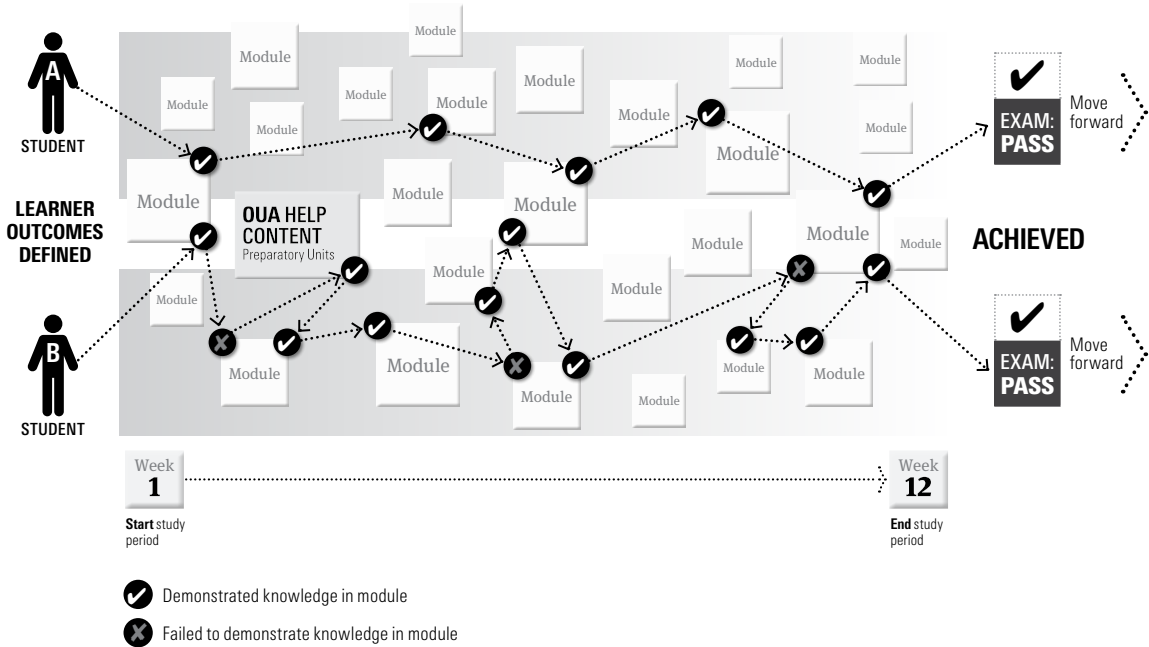 Module
Module
Module
Module
Module
Module
Module
Module
Module
Module
Module
Module
A
STUDENT
✔
EXAM:
PASS
Move
forward
LEARNER
OUTCOMES
DEFINED
Module
OUA HELP
CONTENT
Preparatory Units
Module
Module
Module
Module
Module
Module
ACHIEVED
Module
Module
Module
B
STUDENT
Module
Module
Module
Module
Module
Module
✔
EXAM:
PASS
Move
forward
Week
1
Start study
period
Week
12
End study
period
Demonstrated knowledge in module
Failed to demonstrate knowledge in module